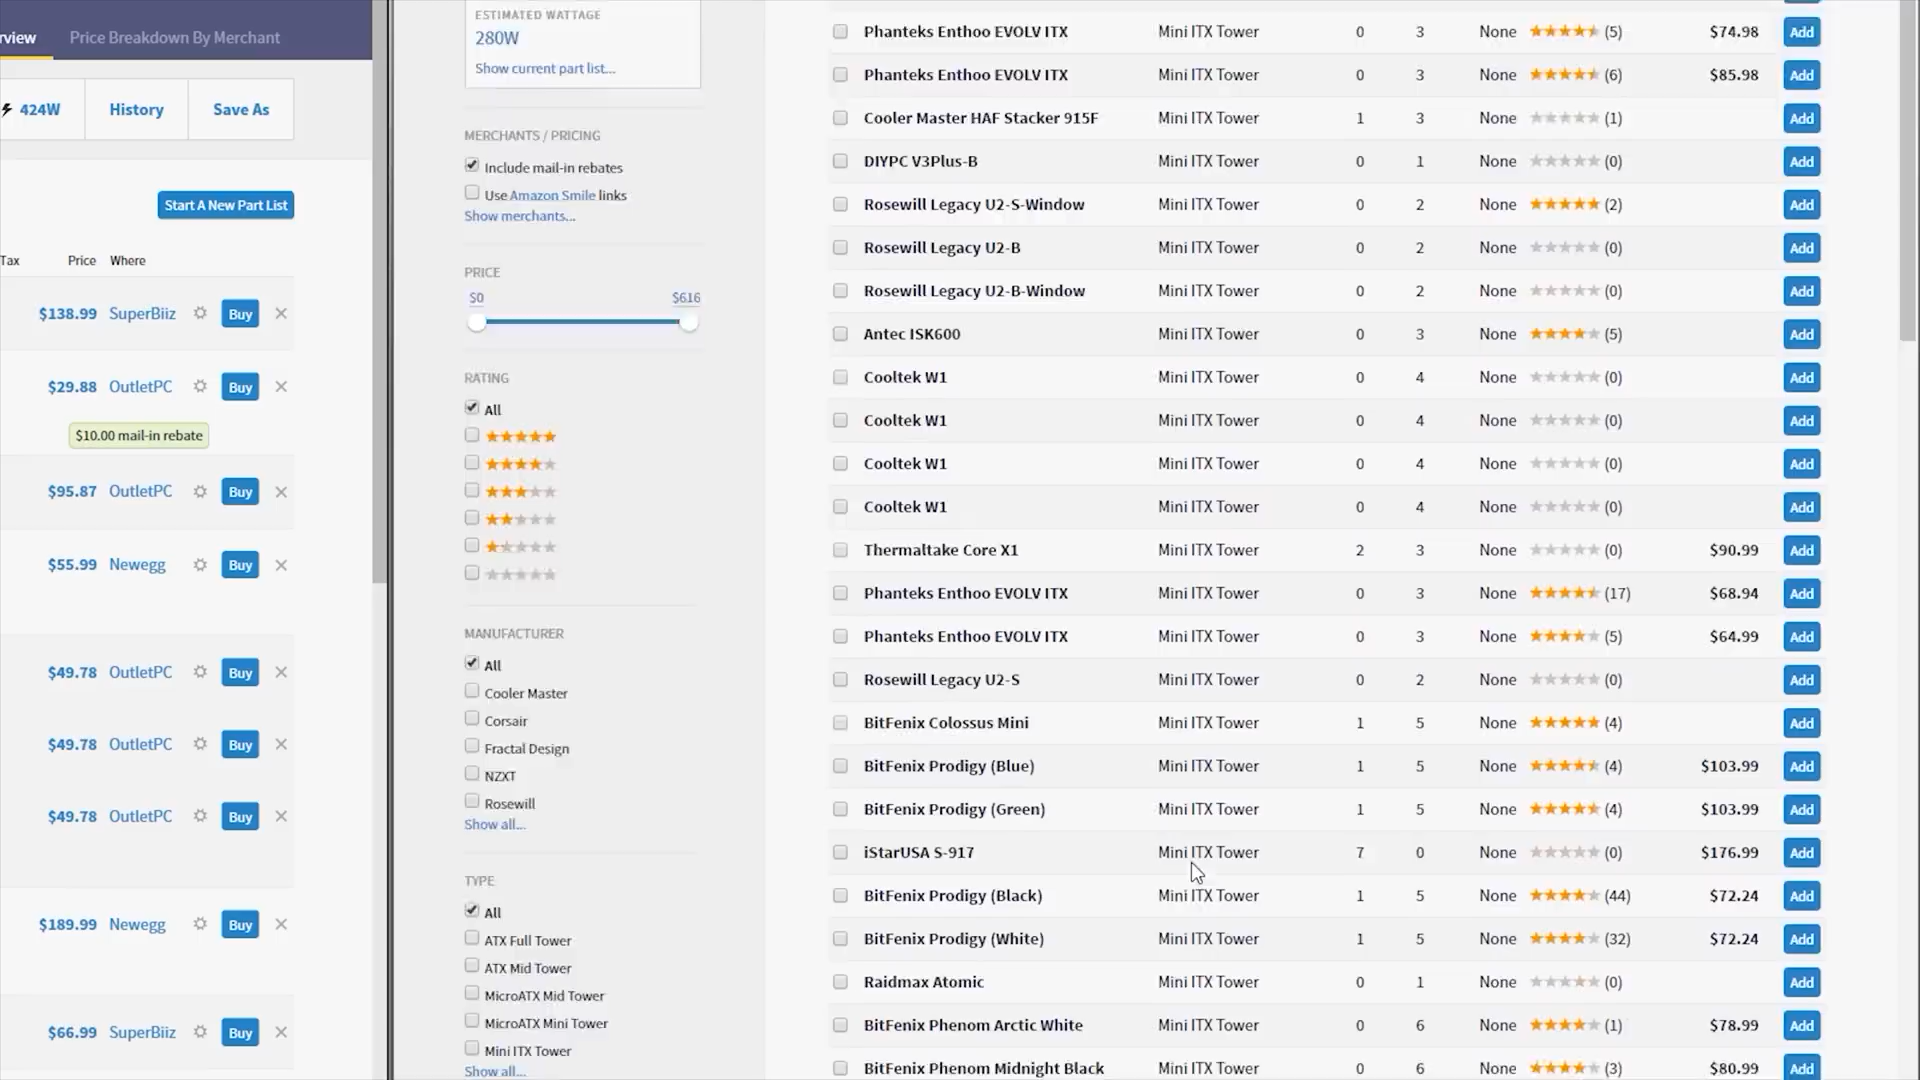 rview Price Breakdown By Merchant
424W History Save As
Start A New Part List
Tax Price Where
$138.99 SuperBiiz Buy
$29.88 OutletPC Buy
$10.00 mail-in rebate
$95.87 OutletPC Buy
$55.99 Newegg Buy
$49.78 OutletPC Buy
$49.78 OutletPC Buy
$49.78 OutletPC Buy
$189.99 Newegg Buy
$66.99 SuperBiiz Buy
ESTIMATED WATTAGE
280W
Show current part list...
MERCHANTS / PRICING
Include mail-in rebates
Use Amazon Smile links
Show merchants...
PRICE
$0 $616
RATING
All
MANUFACTURER
All
Cooler Master
Corsair
Fractal Design
NZXT
Rosewill
Show all...
TYPE
All
ATX Full Tower
ATX Mid Tower
MicroATX Mid Tower
MicroATX Mini Tower
Mini ITX Tower
Show all...
Phanteks Enthoo EVOLV ITX Mini ITX Tower 0 3 None (5) $74.98 Add
Phanteks Enthoo EVOLV ITX Mini ITX Tower 0 3 None (6) $85.98 Add
Cooler Master HAF Stacker 915F Mini ITX Tower 1 3 None (1) Add
DIYPC V3Plus-B Mini ITX Tower 0 1 None (0) Add
Rosewill Legacy U2-S-Window Mini ITX Tower 0 2 None (2) Add
Rosewill Legacy U2-B Mini ITX Tower 0 2 None (0) Add
Rosewill Legacy U2-B-Window Mini ITX Tower 0 2 None (0) Add
Antec ISK600 Mini ITX Tower 0 3 None (5) Add
Cooltek W1 Mini ITX Tower 0 4 None (0) Add
Cooltek W1 Mini ITX Tower 0 4 None (0) Add
Cooltek W1 Mini ITX Tower 0 4 None (0) Add
Cooltek W1 Mini ITX Tower 0 4 None (0) Add
Thermaltake Core X1 Mini ITX Tower 2 3 None (0) $90.99 Add
Phanteks Enthoo EVOLV ITX Mini ITX Tower 0 3 None (17) $68.94 Add
Phanteks Enthoo EVOLV ITX Mini ITX Tower 0 3 None (5) $64.99 Add
Rosewill Legacy U2-S Mini ITX Tower 0 2 None (0) Add
BitFenix Colossus Mini Mini ITX Tower 1 5 None (4) Add
BitFenix Prodigy (Blue) Mini ITX Tower 1 5 None (4) $103.99 Add
BitFenix Prodigy (Green) Mini ITX Tower 1 5 None (4) $103.99 Add
iStarUSA S-917 Mini ITX Tower 7 0 None (0) $176.99 Add
BitFenix Prodigy (Black) Mini ITX Tower 1 5 None (44) $72.24 Add
BitFenix Prodigy (White) Mini ITX Tower 1 5 None (32) $72.24 Add
Raidmax Atomic Mini ITX Tower 0 1 None (0) Add
BitFenix Phenom Arctic White Mini ITX Tower 0 6 None (1) $78.99 Add
BitFenix Phenom Midnight Black Mini ITX Tower 0 6 None (3) $80.99 Add